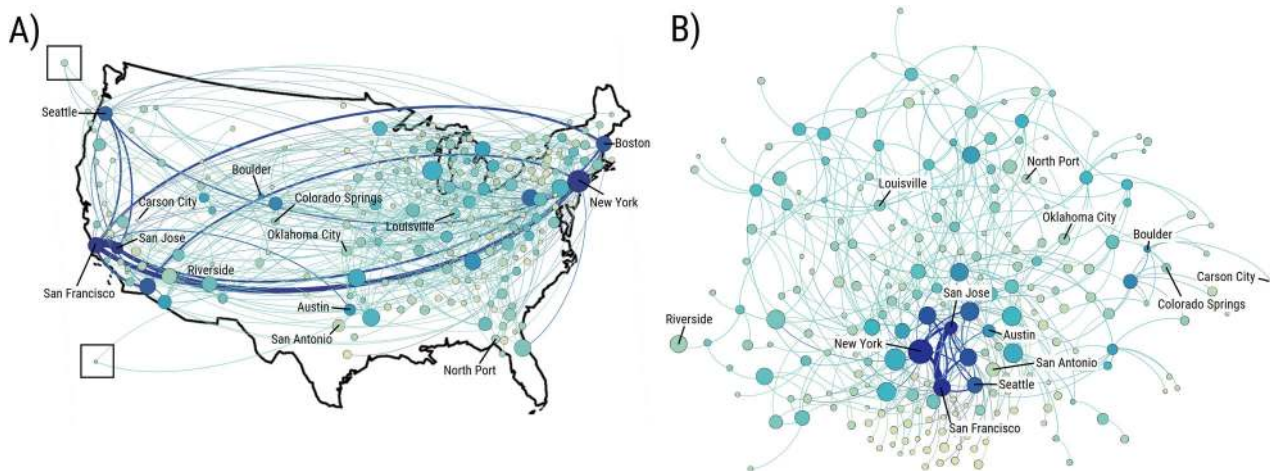 A)
Seattle
Boston
Boulder
New York
Carson City
Colorado Springs
Louisville
Oklahoma City
San Jose
Riverside
San Francisco
Austin
San Antonio
North Port
B)
North Port
Louisville
Oklahoma City
Boulder
Carson City
Colorado Springs
San Jose
Riverside
New York
Austin
San Antonio
Seattle
San Francisco